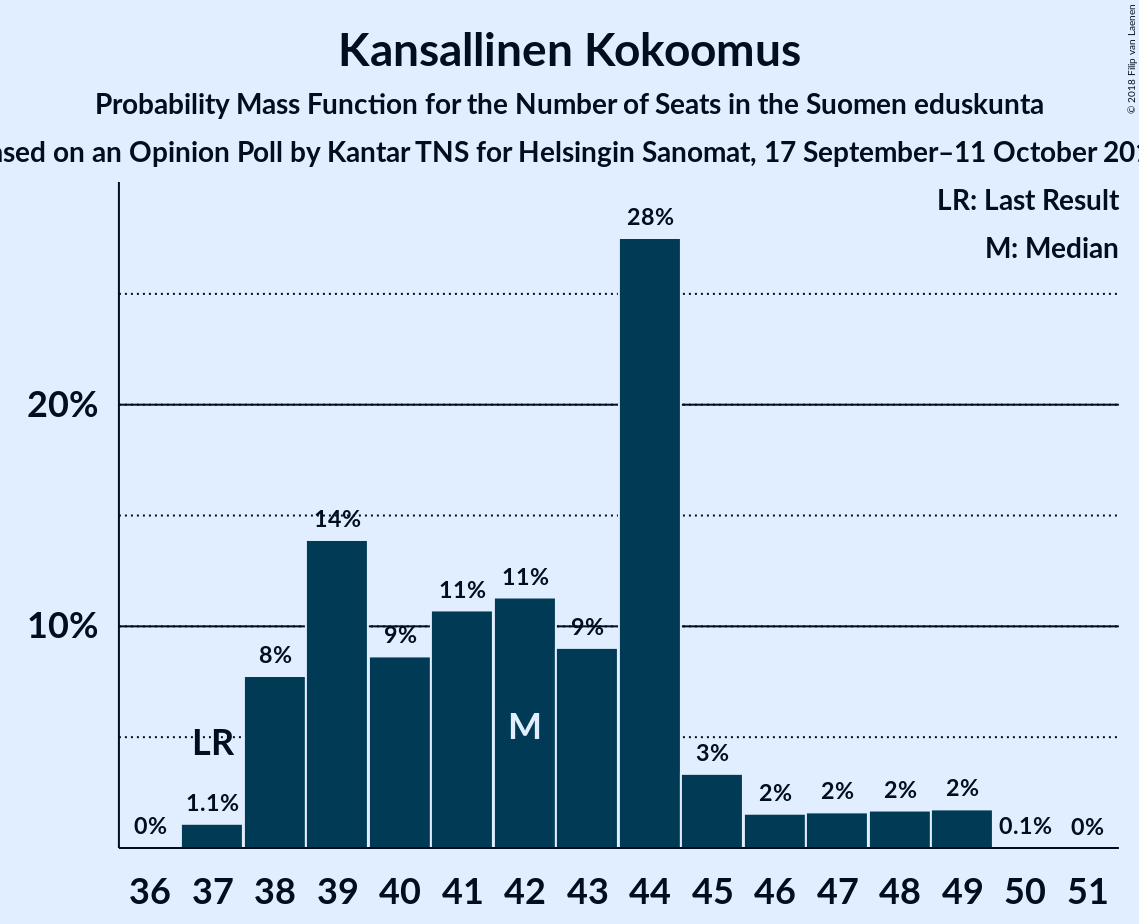 Kansallinen Kokoomus
Probability Mass Function for the Number of Seats in the Suomen eduskunta
on an Opinion Poll by Kantar TNS for Helsingin Sanomat, 17 September–11 October
© 2018 Filip van Laenen
LR: Last Result
M: Median
28%
20%
14%
11%
11%
10%
9%
9%
8%
LR
M
3%
1.1%
2%
2%
2%
2%
0%
0.1%
0%
36 37 38 39 40 41 42 43 44 45 46 47 48 49 50 51